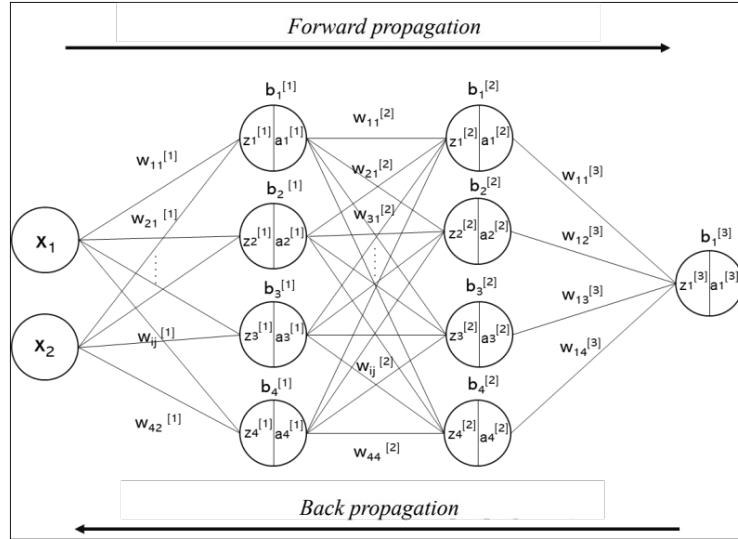 Forward propagation
b₁[1] b₁[2]
z₁[1] a₁[1] w₁₁[2] z₁[2] a₁[2]
w₁₁[1] w₂₁[2] w₁₁[3]
b₂[1] b₂[2]
w₂₁[1] w₃₁[2]
x₁ z₂[1] a₂[1] z₂[2] a₂[2] w₁₂[3]
b₁[3]
z₁[3] a₁[3]
b₃[1] b₃[2] w₁₃[3]
x₂ wᵢⱼ[1] z₃[1] a₃[1] z₃[2] a₃[2]
wᵢⱼ[2] w₁₄[3]
b₄[1] b₄[2]
w₄₂[1] z₄[1] a₄[1] w₄₄[2] z₄[2] a₄[2]
Back propagation